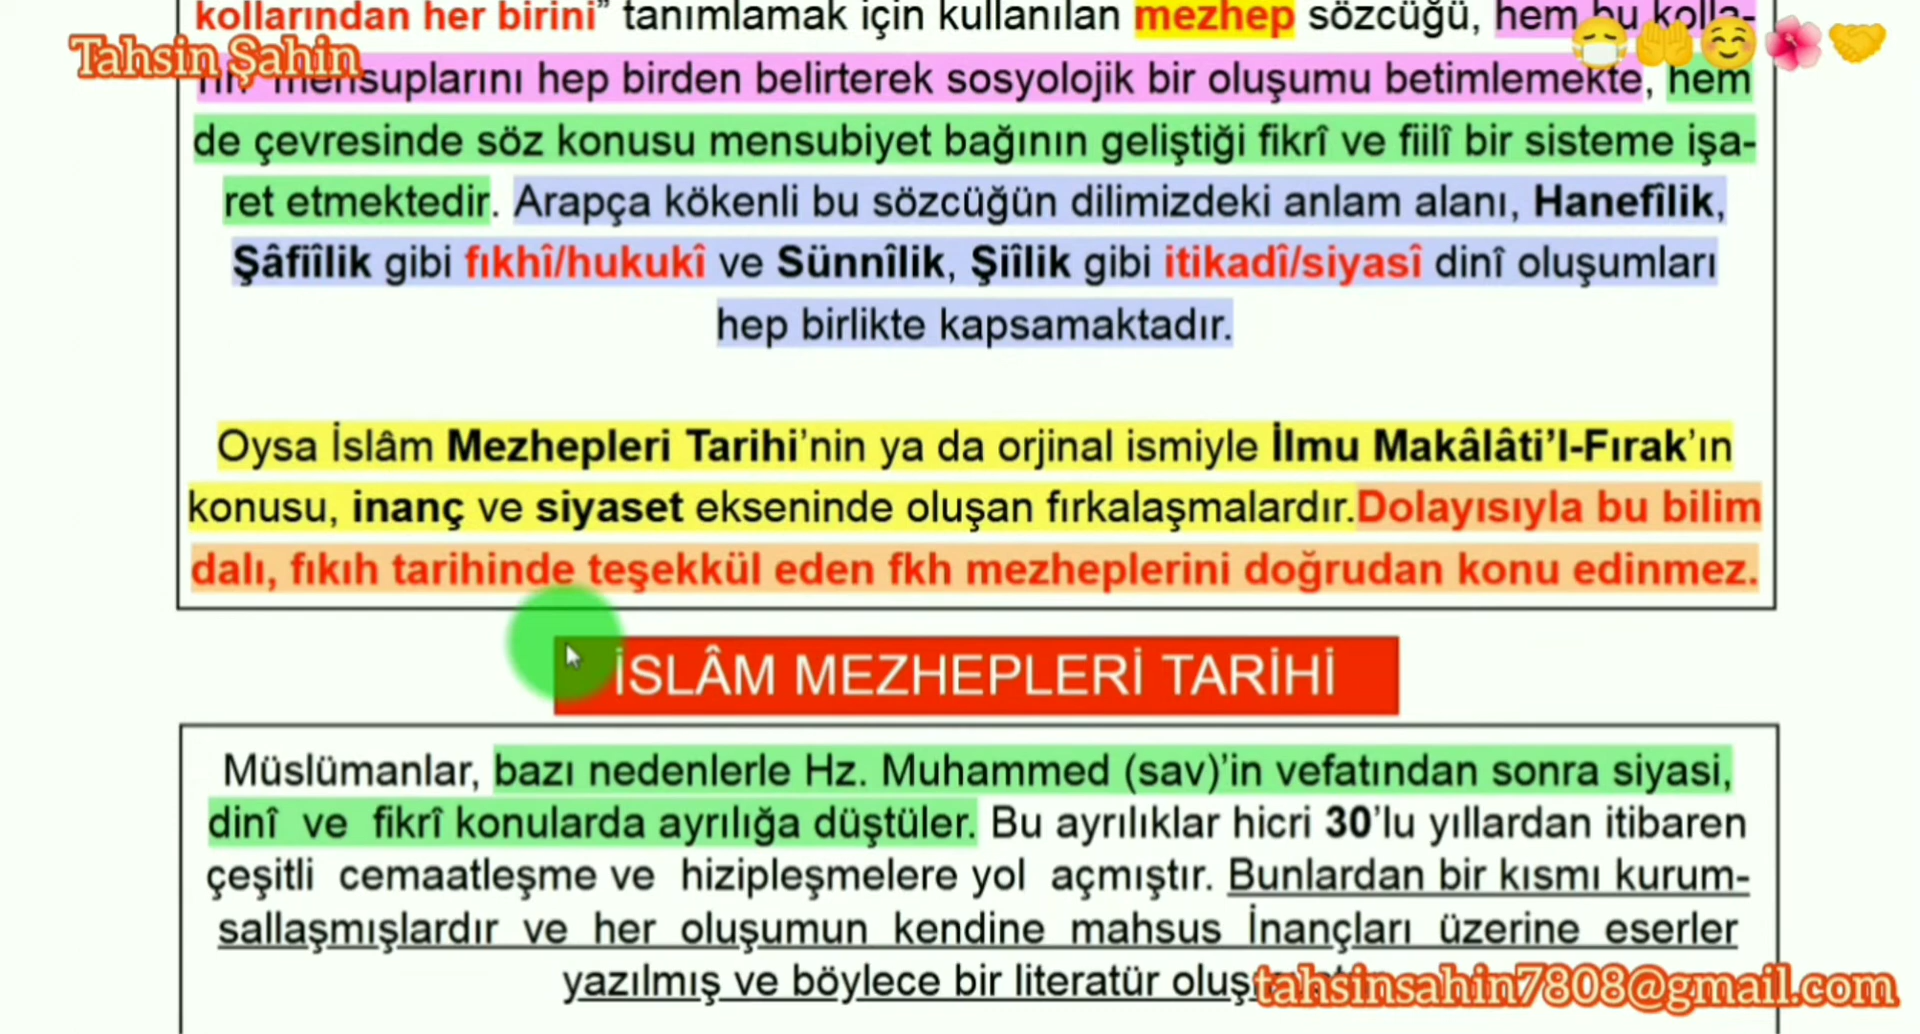 kollarından her birini” tanımlamak için kullanılan mezhep sözcüğü, hem bu kolla-
Tahsin Şahin
mensuplarını hep birden belirterek sosyolojik bir oluşumu betimlemekte, hem
de çevresinde söz konusu mensubiyet bağının geliştiği fikrî ve fiilî bir sisteme işa-
ret etmektedir. Arapça kökenli bu sözcüğün dilimizdeki anlam alanı, Hanefîlik,
Şâfiîlik gibi fıkhî/hukukî ve Sünnîlik, Şiîlik gibi itikadî/siyasî dinî oluşumları
hep birlikte kapsamaktadır.
Oysa İslâm Mezhepleri Tarihi’nin ya da orjinal ismiyle İlmu Makâlâti’l-Fırak’ın
konusu, inanç ve siyaset ekseninde oluşan fırkalaşmalardır.Dolayısıyla bu bilim
dalı, fıkıh tarihinde teşekkül eden fkh mezheplerini doğrudan konu edinmez.
İSLÂM MEZHEPLERİ TARİHİ
Müslümanlar, bazı nedenlerle Hz. Muhammed (sav)’in vefatından sonra siyasi,
dinî ve fikrî konularda ayrılığa düştüler. Bu ayrılıklar hicri 30’lu yıllardan itibaren
çeşitli cemaatleşme ve hizipleşmelere yol açmıştır. Bunlardan bir kısmı kurum-
sallaşmışlardır ve her oluşumun kendine mahsus İnançları üzerine eserler
yazılmış ve böylece bir literatür
tahsinsahin7808@gmail.com